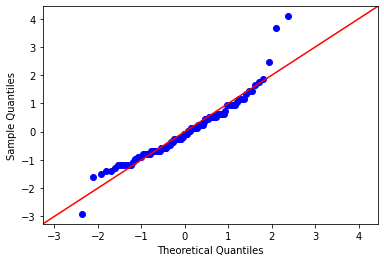 Sample Quantiles
4
3
2
1
0
−1
−2
−3
−3 −2 −1 0 1 2 3 4
Theoretical Quantiles